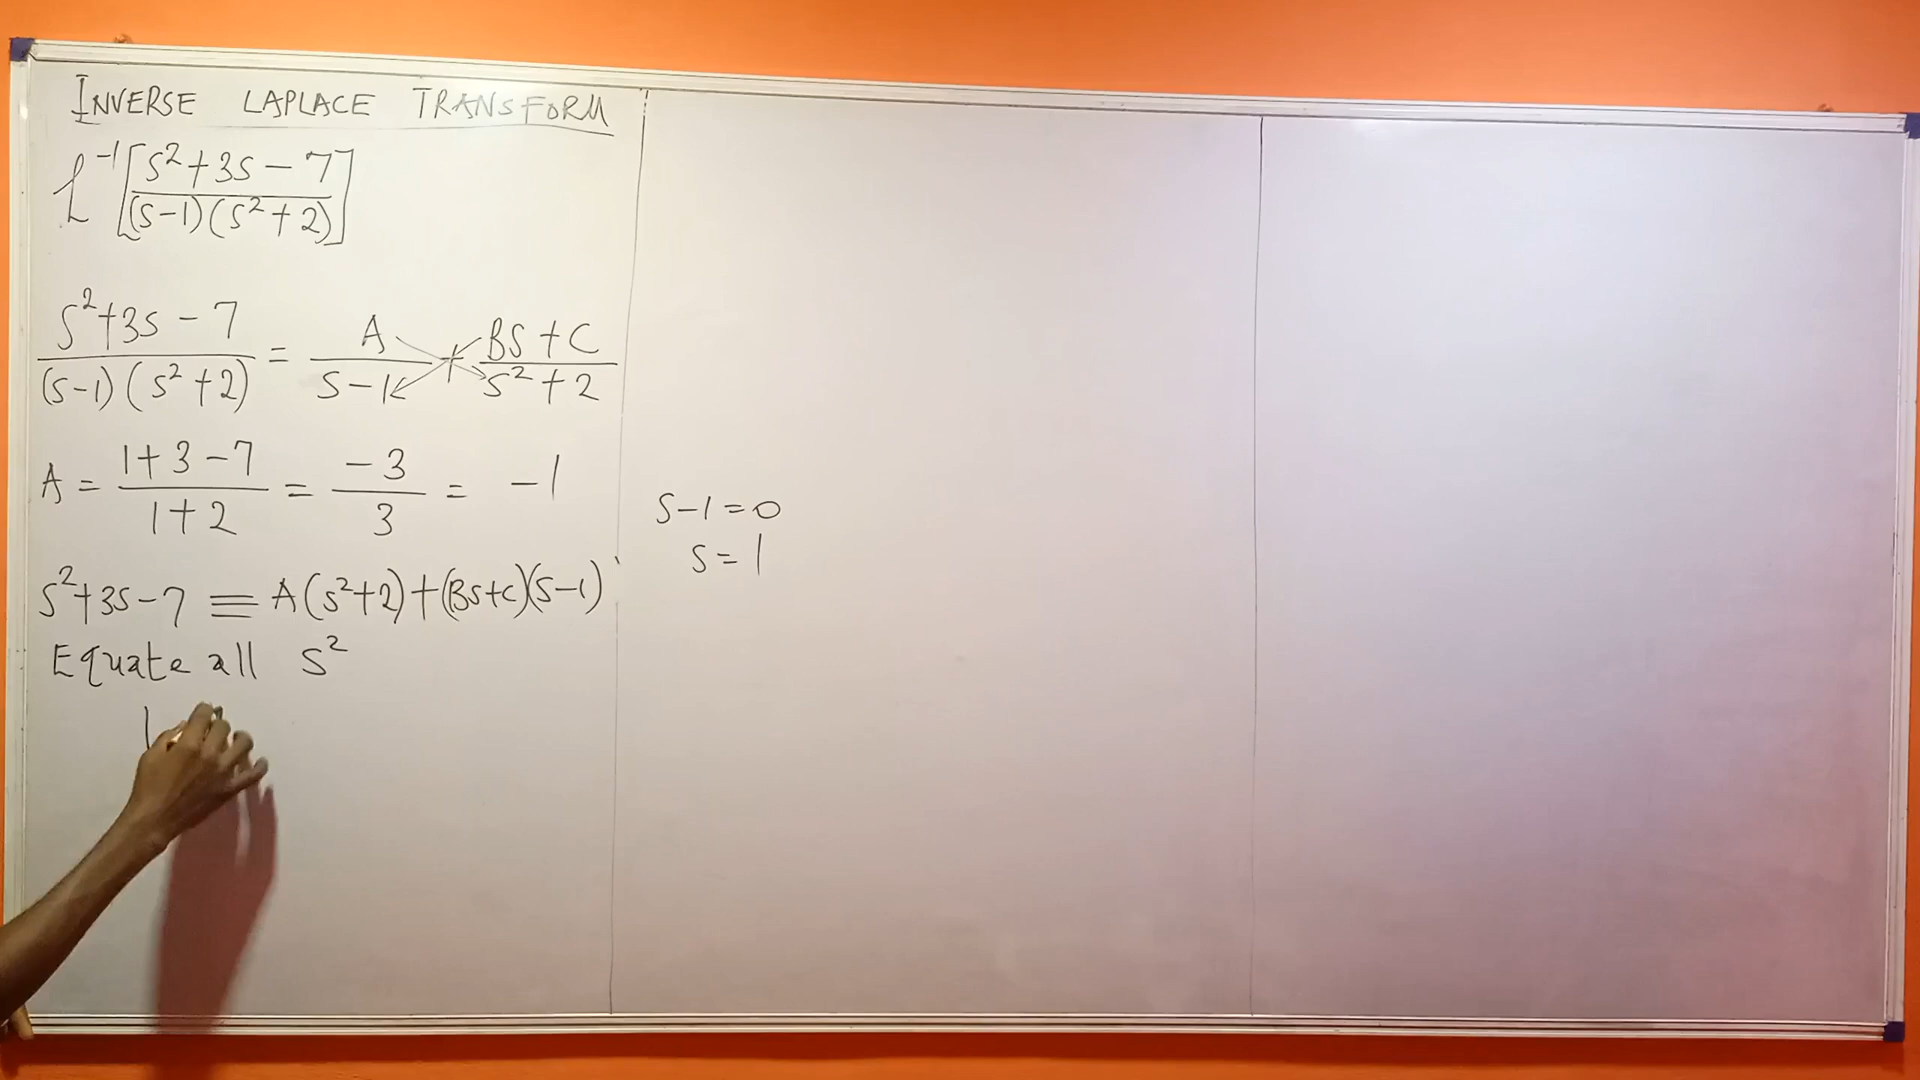 INVERSE LAPLACE TRANSFORM
ℒ⁻¹[(s²+3s-7)/((s-1)(s²+2))]
(s²+3s-7)/((s-1)(s²+2)) = A/(s-1) + (Bs+C)/(s²+2)
A = (1+3-7)/(1+2) = -3/3 = -1
s²+3s-7 ≡ A(s²+2)+(Bs+c)(s-1)
Equate all s²
1
s-1=0
s=1